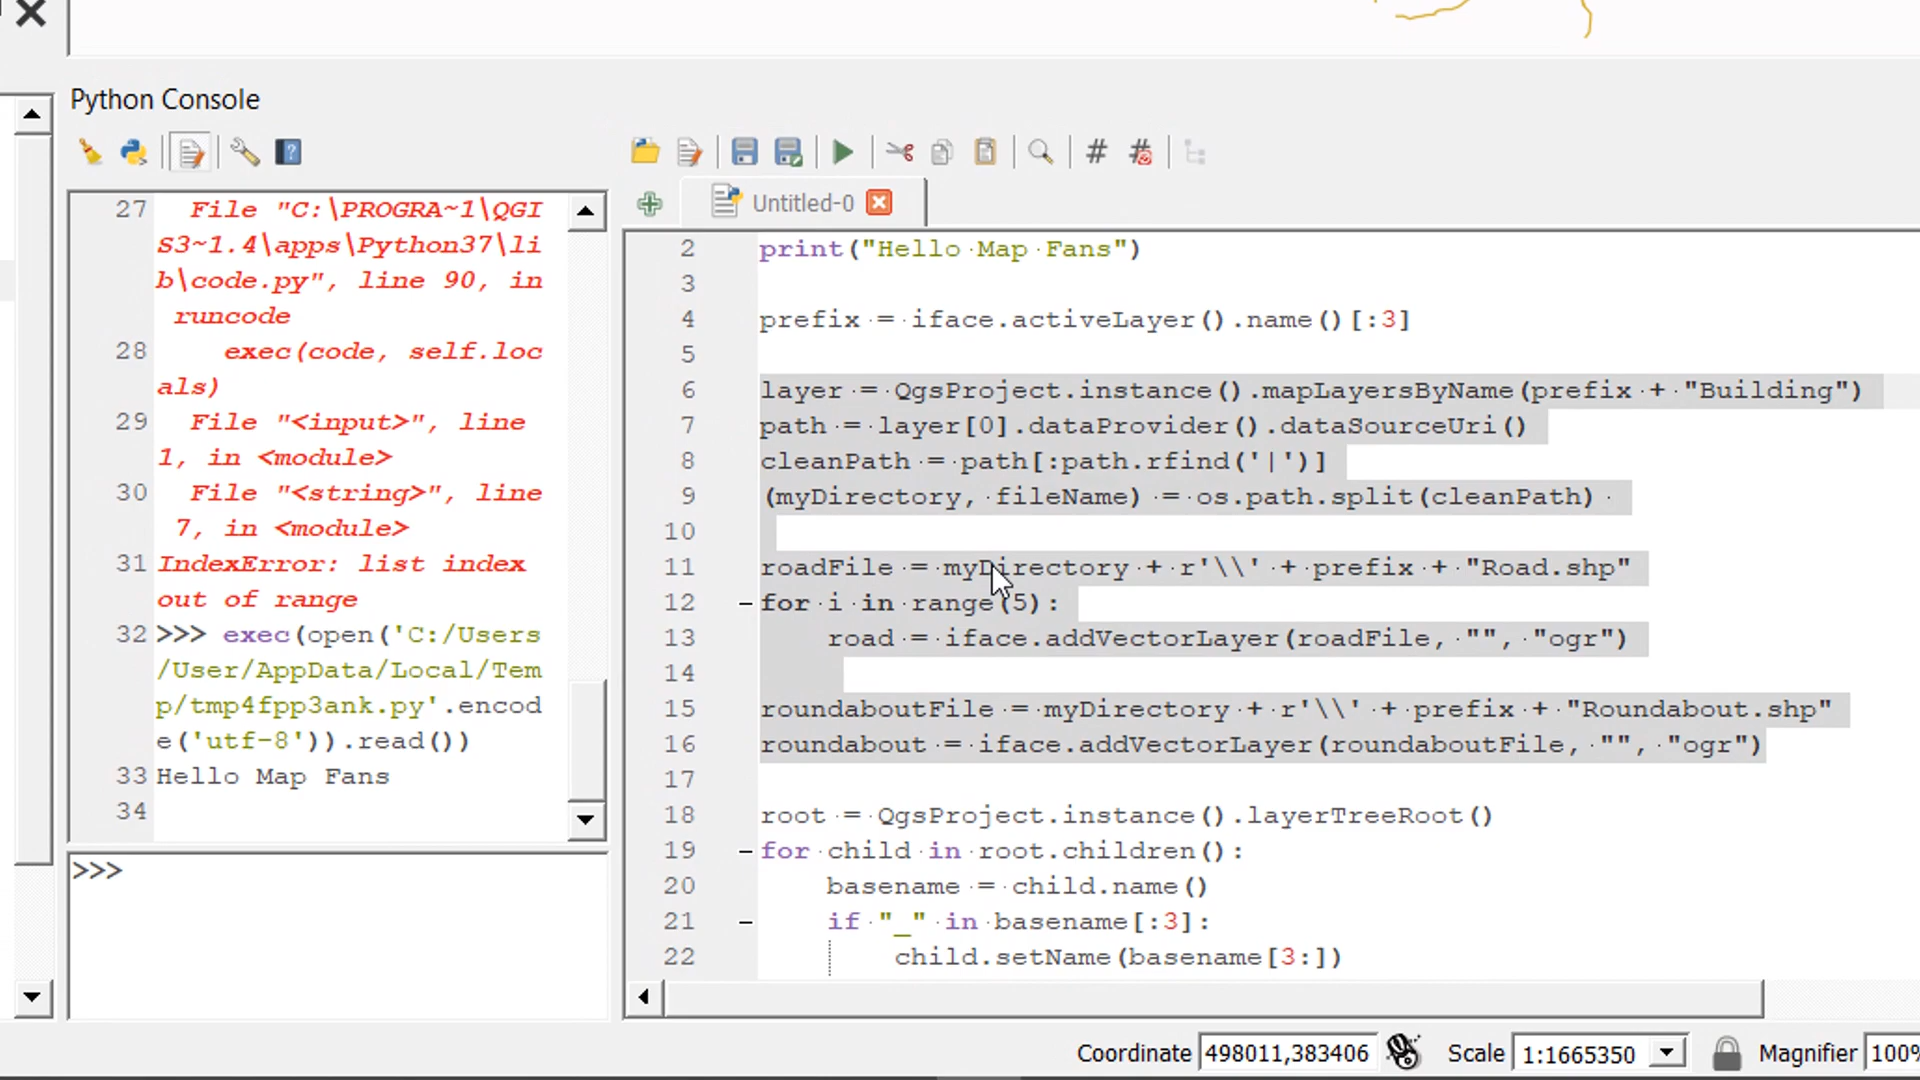 Python Console
27 File "C:\PROGRA~1\QGI
S3~1.4\apps\Python37\li
b\code.py", line 90, in
runcode
28 exec(code, self.loc
als)
29 File "<input>", line
1, in <module>
30 File "<string>", line
7, in <module>
31 IndexError: list index
out of range
32 >>> exec(open('C:/Users
/User/AppData/Local/Tem
p/tmp4fpp3ank.py'.encod
e('utf-8')).read())
33 Hello Map Fans
34
>>>
Untitled-0
2 print("Hello Map Fans")
3
4 prefix = iface.activeLayer().name()[:3]
5
6 layer = QgsProject.instance().mapLayersByName(prefix + "Building")
7 path = layer[0].dataProvider().dataSourceUri()
8 cleanPath = path[:path.rfind('|')]
9 (myDirectory, fileName) = os.path.split(cleanPath)
10
11 roadFile = myDirectory + r'\\' + prefix + "Road.shp"
12 for i in range(5):
13 road = iface.addVectorLayer(roadFile, "", "ogr")
14
15 roundaboutFile = myDirectory + r'\\' + prefix + "Roundabout.shp"
16 roundabout = iface.addVectorLayer(roundaboutFile, "", "ogr")
17
18 root = QgsProject.instance().layerTreeRoot()
19 for child in root.children():
20 basename = child.name()
21 if "_" in basename[:3]:
22 child.setName(basename[3:])
Coordinate 498011,383406 Scale 1:1665350 Magnifier 100%